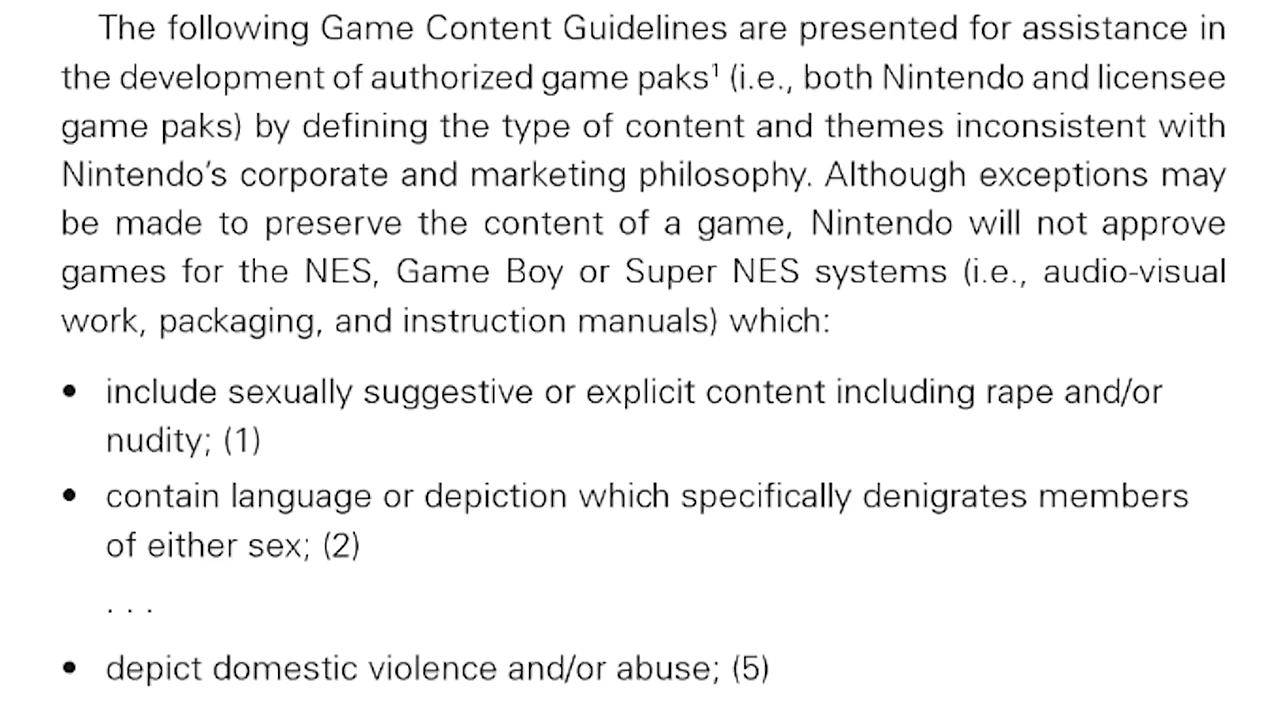 The following Game Content Guidelines are presented for assistance in
the development of authorized game paks¹ (i.e., both Nintendo and licensee
game paks) by defining the type of content and themes inconsistent with
Nintendo’s corporate and marketing philosophy. Although exceptions may
be made to preserve the content of a game, Nintendo will not approve
games for the NES, Game Boy or Super NES systems (i.e., audio-visual
work, packaging, and instruction manuals) which:
• include sexually suggestive or explicit content including rape and/or
nudity; (1)
• contain language or depiction which specifically denigrates members
of either sex; (2)
. . .
• depict domestic violence and/or abuse; (5)